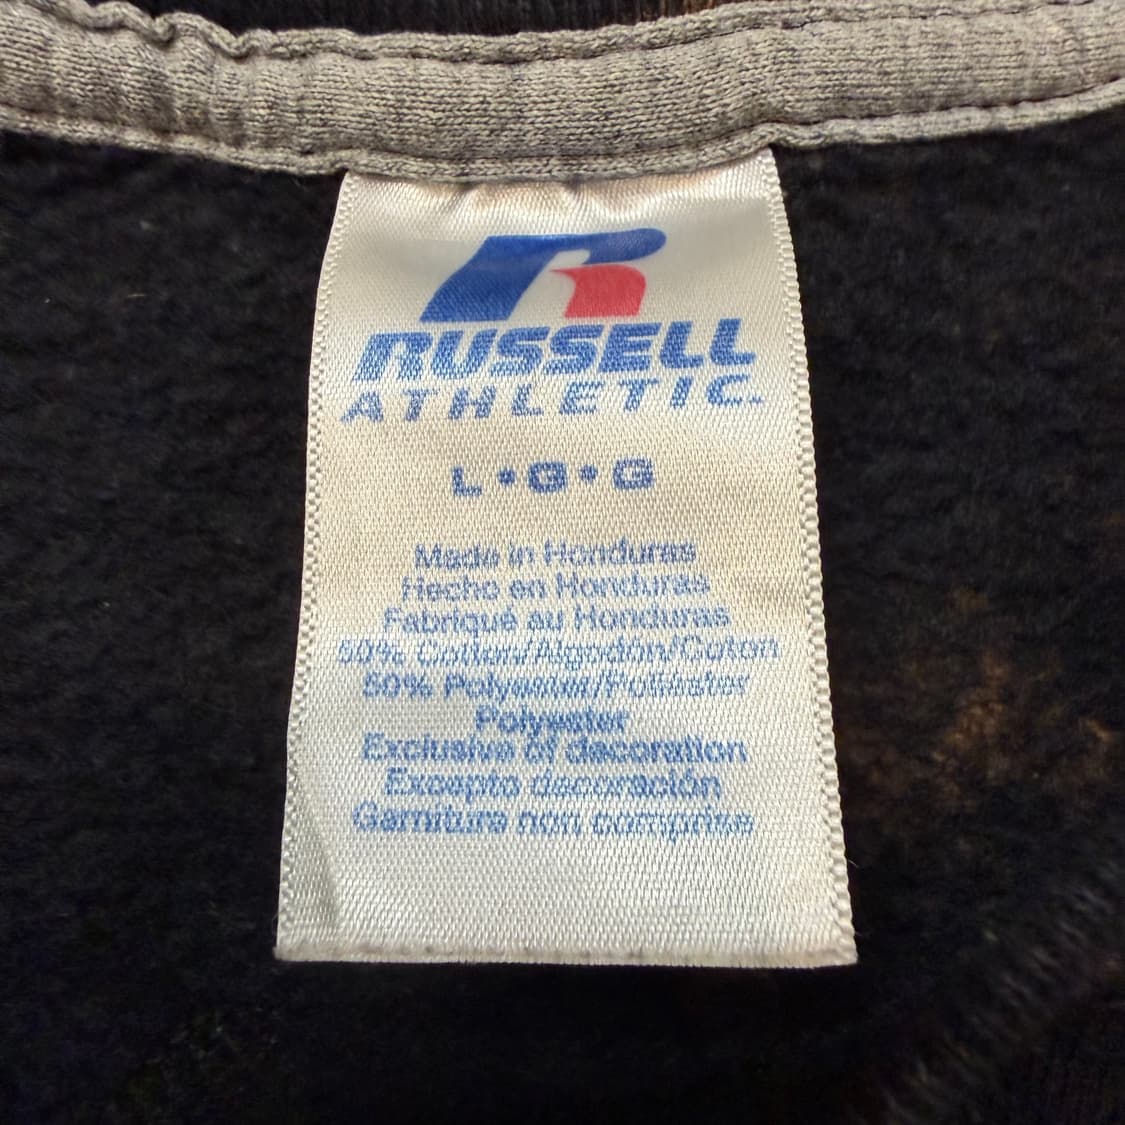 RUSSELL
ATHLETIC.
L•G•G
Made in Honduras
Hecho en Honduras
Fabriqué au Honduras
50% Cotton/Algodón/Coton
50% Polyester/Poliéster
Polyester
Exclusive of decoration
Excepto decoración
Garniture non comprise